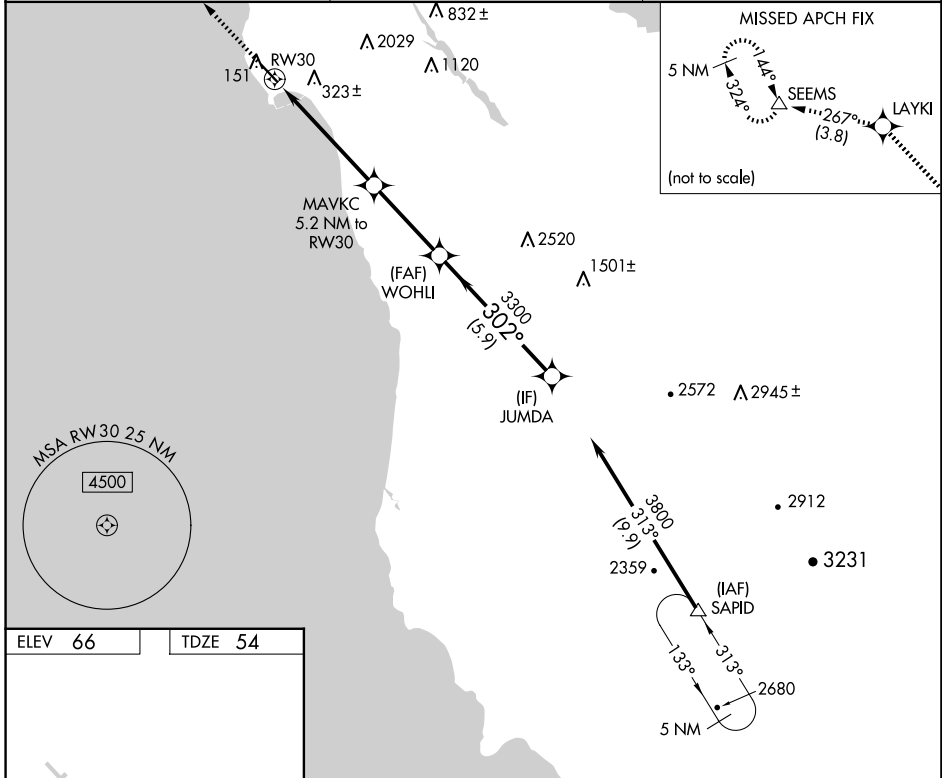 832±
2029
1120
151
RW30
323±
MISSED APCH FIX
5 NM
144°
324°
SEEMS
LAYKI
267°
(3.8)
(not to scale)
MAVKC
5.2 NM to
RW30
2520
1501±
(FAF)
WOHLI
3300
302°
(5.9)
(IF)
JUMDA
2572
2945±
MSA RW30 25 NM
4500
3800
313°
(9.9)
2912
3231
2359
(IAF)
SAPID
133°
313°
2680
5 NM
ELEV 66
TDZE 54